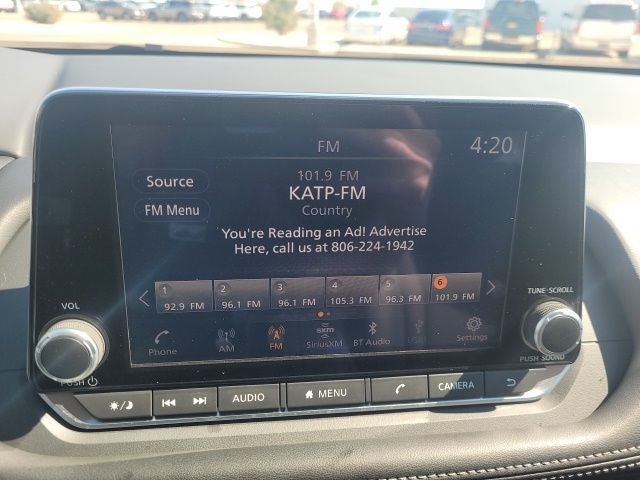 FM
4:20
Source
FM Menu
101.9 FM
KATP-FM
Country
You're Reading an Ad! Advertise
Here, call us at 806-224-1942
1 2 3 4 5 6
92.9 FM 96.1 FM 96.1 FM 105.3 FM 96.3 FM 101.9 FM
Phone AM FM SiriusXM BT Audio USB Settings
sxm
VOL
PUSH
TUNE·SCROLL
PUSH SOUND
AUDIO MENU CAMERA